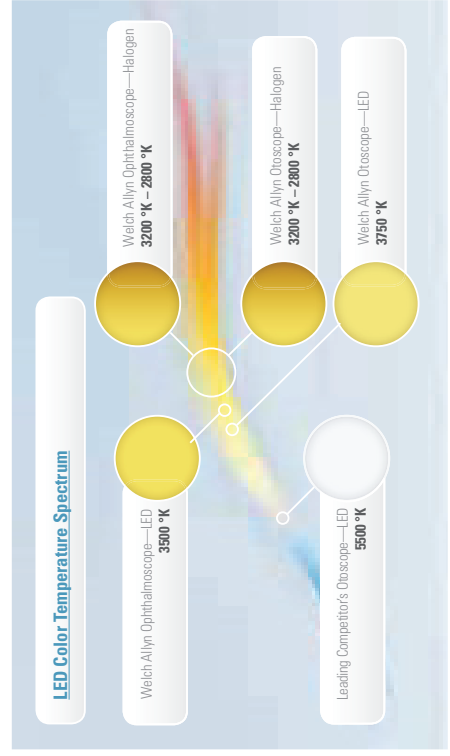 LED Color Temperature Spectrum
Welch Allyn Ophthalmoscope—LED
3500 °K
Leading Competitor's Otoscope—LED
5500 °K
Welch Allyn Ophthalmoscope—Halogen
3200 °K – 2800 °K
Welch Allyn Otoscope—Halogen
3200 °K – 2800 °K
Welch Allyn Otoscope—LED
3750 °K